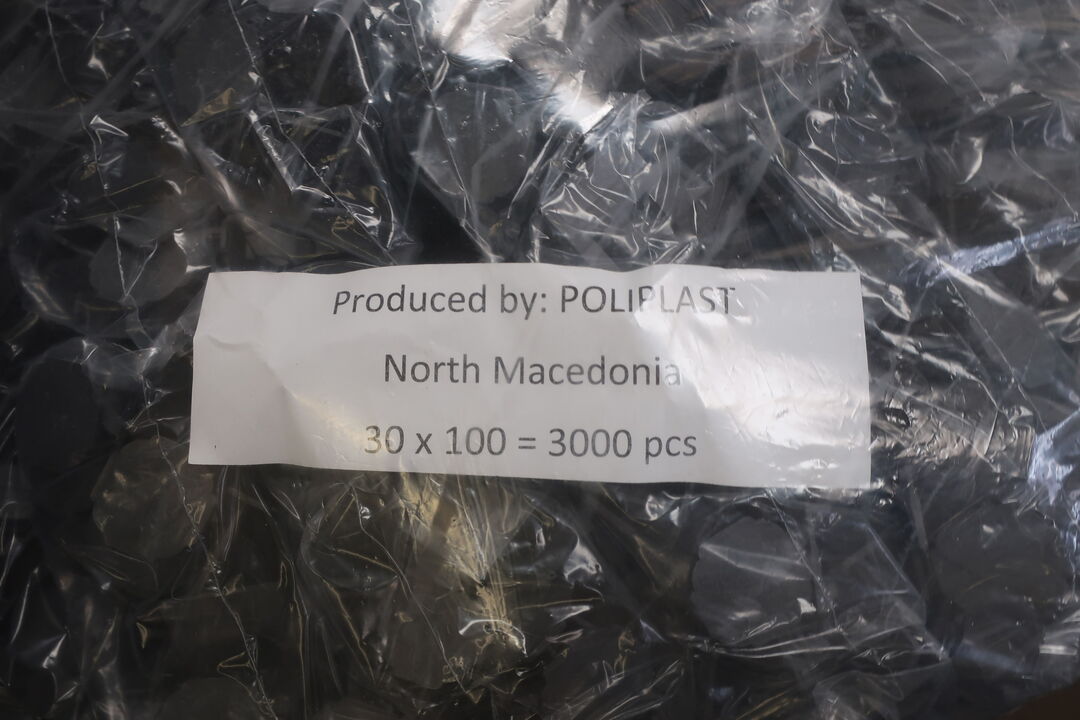 Produced by: POLIPLAST
North Macedonia
30 x 100 = 3000 pcs